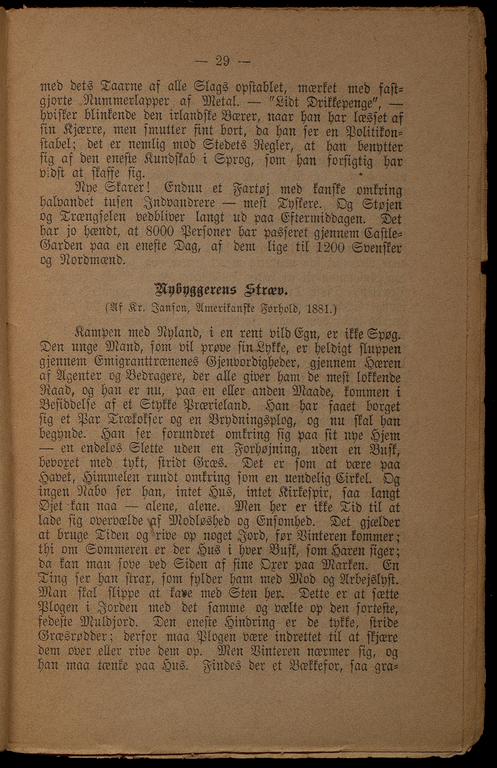 — 29 —
med dets Taarne af alle Slags opstablet, mærket med fast=
gjorte Nummerlapper af Metal. — "Lidt Drikkepenge", —
hvisker blinkende den irlandske Bærer, naar han har læsset af
sin Kjærre, men smutter fint bort, da han ser en Politikon=
stabel; det er nemlig mod Stedets Regler, at han benytter
sig af den eneste Kundskab i Sprog, som han forsigtig har
vidst at skaffe sig.
Nye Skarer! Endnu et Fartøj med kanske omkring
halvandet tusen Indvandrere — mest Tyskere. Og Støjen
og Trængselen vedbliver langt ud paa Eftermiddagen. Det
har jo hændt, at 8000 Personer har passeret gjennem Castle=
Garden paa en eneste Dag, af dem lige til 1200 Svensker
og Nordmænd.
Nybyggerens Stræv.
(Af Kr. Janson, Amerikanske Forhold, 1881.)
Kampen med Nyland, i en rent vild Egn, er ikke Spøg.
Den unge Mand, som vil prøve sin Lykke, er heldigt sluppen
gjennem Emigranttrænenes Gjenvordigheder, gjennem Hæren
af Agenter og Bedragere, der alle giver ham de mest lokkende
Raad, og han er nu, paa en eller anden Maade, kommen i
Besiddelse af et Stykke Prærieland. Han har faaet borget
sig et Par Trækokser og en Brydningsplog, og nu skal han
begynde. Han ser forundret omkring sig paa sit nye Hjem
— en endeløs Slette uden en Forhøjning, uden en Busk,
bevoxet med tykt, stridt Græs. Det er som at være paa
Havet, Himmelen rundt omkring som en uendelig Cirkel. Og
ingen Nabo ser han, intet Hus, intet Kirkespir, saa langt
Øjet kan naa — alene, alene. Men her er ikke Tid til at
lade sig overvælde af Modløshed og Ensomhed. Det gjælder
at bruge Tiden og rive op noget Jord, før Vinteren kommer;
thi om Sommeren er der Hus i hver Busk, som Haren siger;
da kan man sove ved Siden af sine Oxer paa Marken. En
Ting ser han strax, som fylder ham med Mod og Arbejslyst.
Man skal slippe at kave med Sten her. Dette er at sætte
Plogen i Jorden med det samme og vælte op den sorteste,
fedeste Muldjord. Den eneste Hindring er de tykke, stride
Græsrødder; derfor maa Plogen være indrettet til at skjære
dem over eller rive dem op. Men Vinteren nærmer sig, og
han maa tænke paa Hus. Findes der et Bækkefor, saa gra=